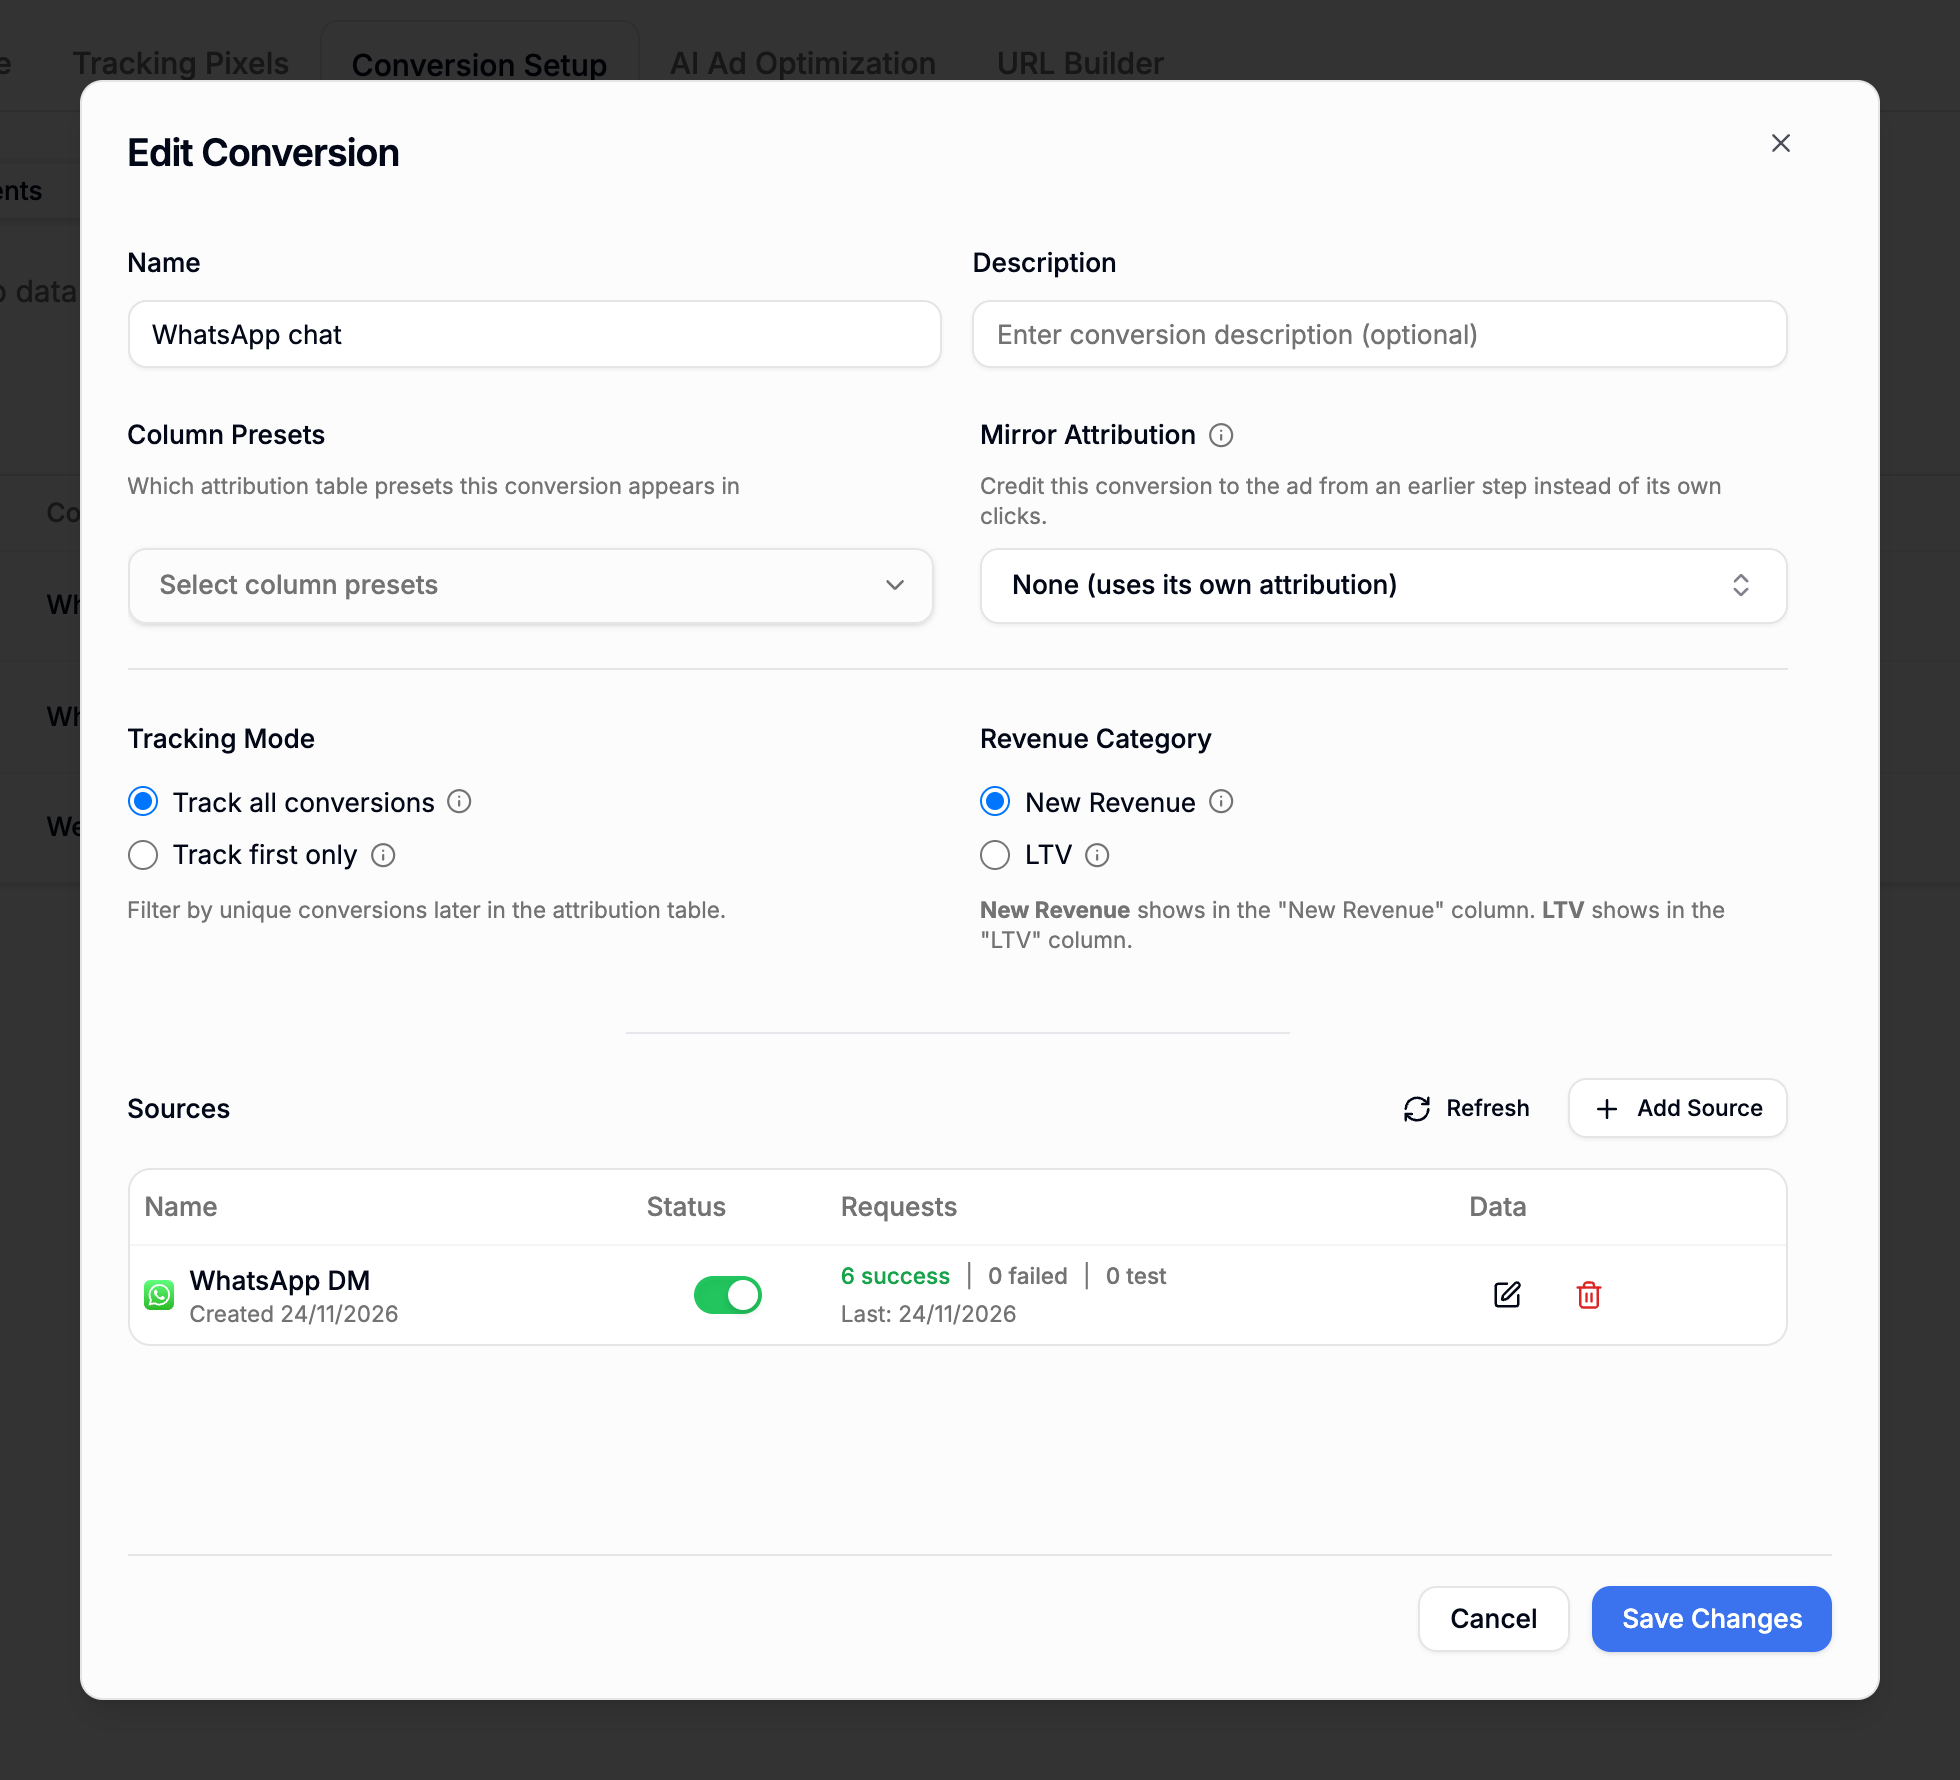 Tracking Pixels
Conversion Setup
AI Ad Optimization
URL Builder
Edit Conversion
Name
Description
WhatsApp chat
Enter conversion description (optional)
Column Presets
Mirror Attribution
Which attribution table presets this conversion appears in
Credit this conversion to the ad from an earlier step instead of its own
clicks.
Select column presets
None (uses its own attribution)
Tracking Mode
Revenue Category
Track all conversions
New Revenue
Track first only
LTV
Filter by unique conversions later in the attribution table.
New Revenue shows in the "New Revenue" column. LTV shows in the
"LTV" column.
Sources
Refresh
Add Source
Name Status Requests Data
WhatsApp DM
Created 24/11/2026
6 success | 0 failed | 0 test
Last: 24/11/2026
Cancel
Save Changes